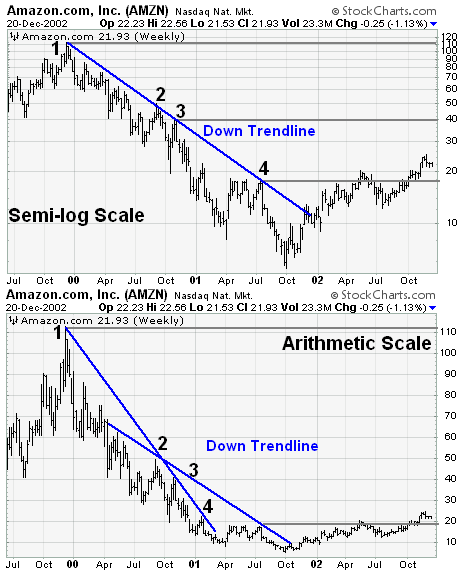 Amazon.com, Inc. (AMZN) Nasdaq Nat. Mkt. © StockCharts.com
20-Dec-2002 Op 22.23 Hi 22.56 Lo 21.53 Cl 21.93 Vol 23.3M Chg -0.25 (-1.13%)
Amazon.com 21.93 (Weekly)
120
110
100
90
80
70
60
50
40
30
20
10
1
2
3
4
Down Trendline
Semi-log Scale
Jul Oct 00 Apr Jul Oct 01 Apr Jul Oct 02 Apr Jul Oct
Amazon.com, Inc. (AMZN) Nasdaq Nat. Mkt. © StockCharts.com
20-Dec-2002 Op 22.23 Hi 22.56 Lo 21.53 Cl 21.93 Vol 23.3M Chg -0.25 (-1.13%)
Amazon.com 21.93 (Weekly)
Arithmetic Scale
110
100
90
80
70
60
50
40
30
20
10
1
2
3
4
Down Trendline
Jul Oct 00 Apr Jul Oct 01 Apr Jul Oct 02 Apr Jul Oct